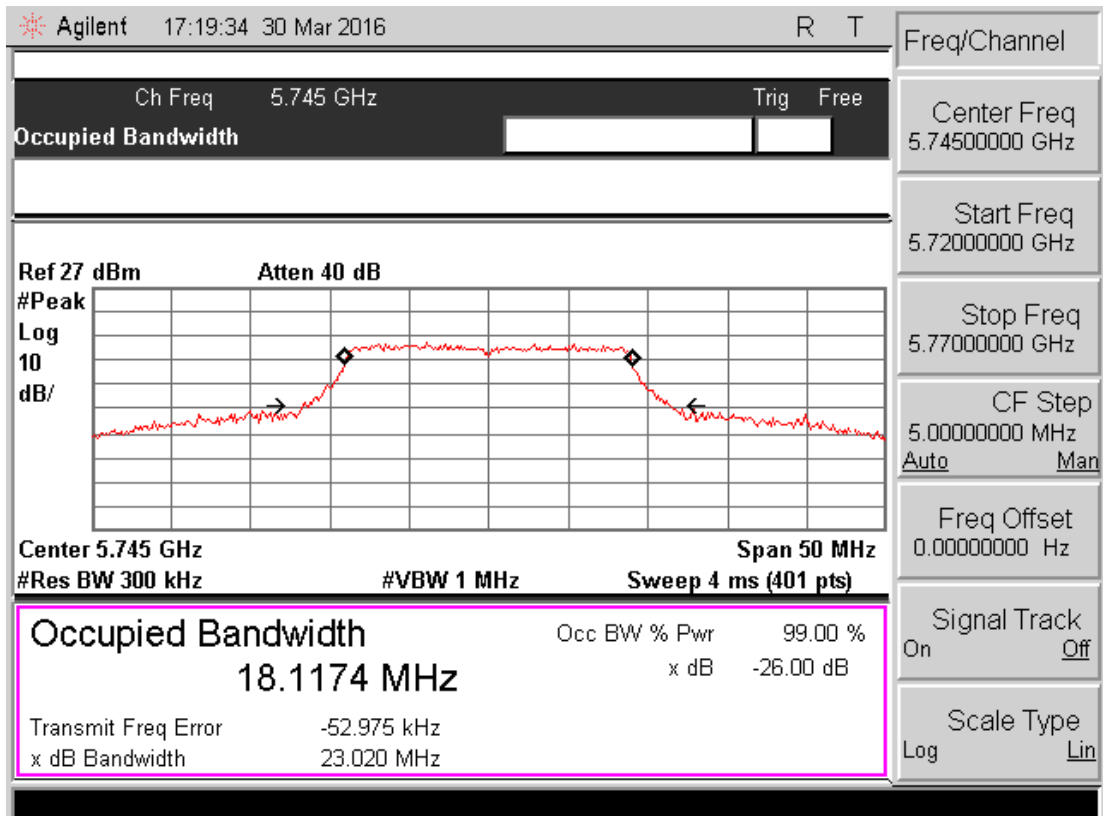 Agilent 17:19:34 30 Mar 2016 R T
Freq/Channel
Ch Freq 5.745 GHz Trig Free
Occupied Bandwidth
Center Freq
5.74500000 GHz
Start Freq
5.72000000 GHz
Stop Freq
5.77000000 GHz
CF Step
5.00000000 MHz
Auto Man
Freq Offset
0.00000000 Hz
Signal Track
On Off
Scale Type
Log Lin
Ref 27 dBm Atten 40 dB
#Peak
Log
10
dB/
Center 5.745 GHz Span 50 MHz
#Res BW 300 kHz #VBW 1 MHz Sweep 4 ms (401 pts)
Occupied Bandwidth Occ BW % Pwr 99.00 %
18.1174 MHz x dB -26.00 dB
Transmit Freq Error -52.975 kHz
x dB Bandwidth 23.020 MHz